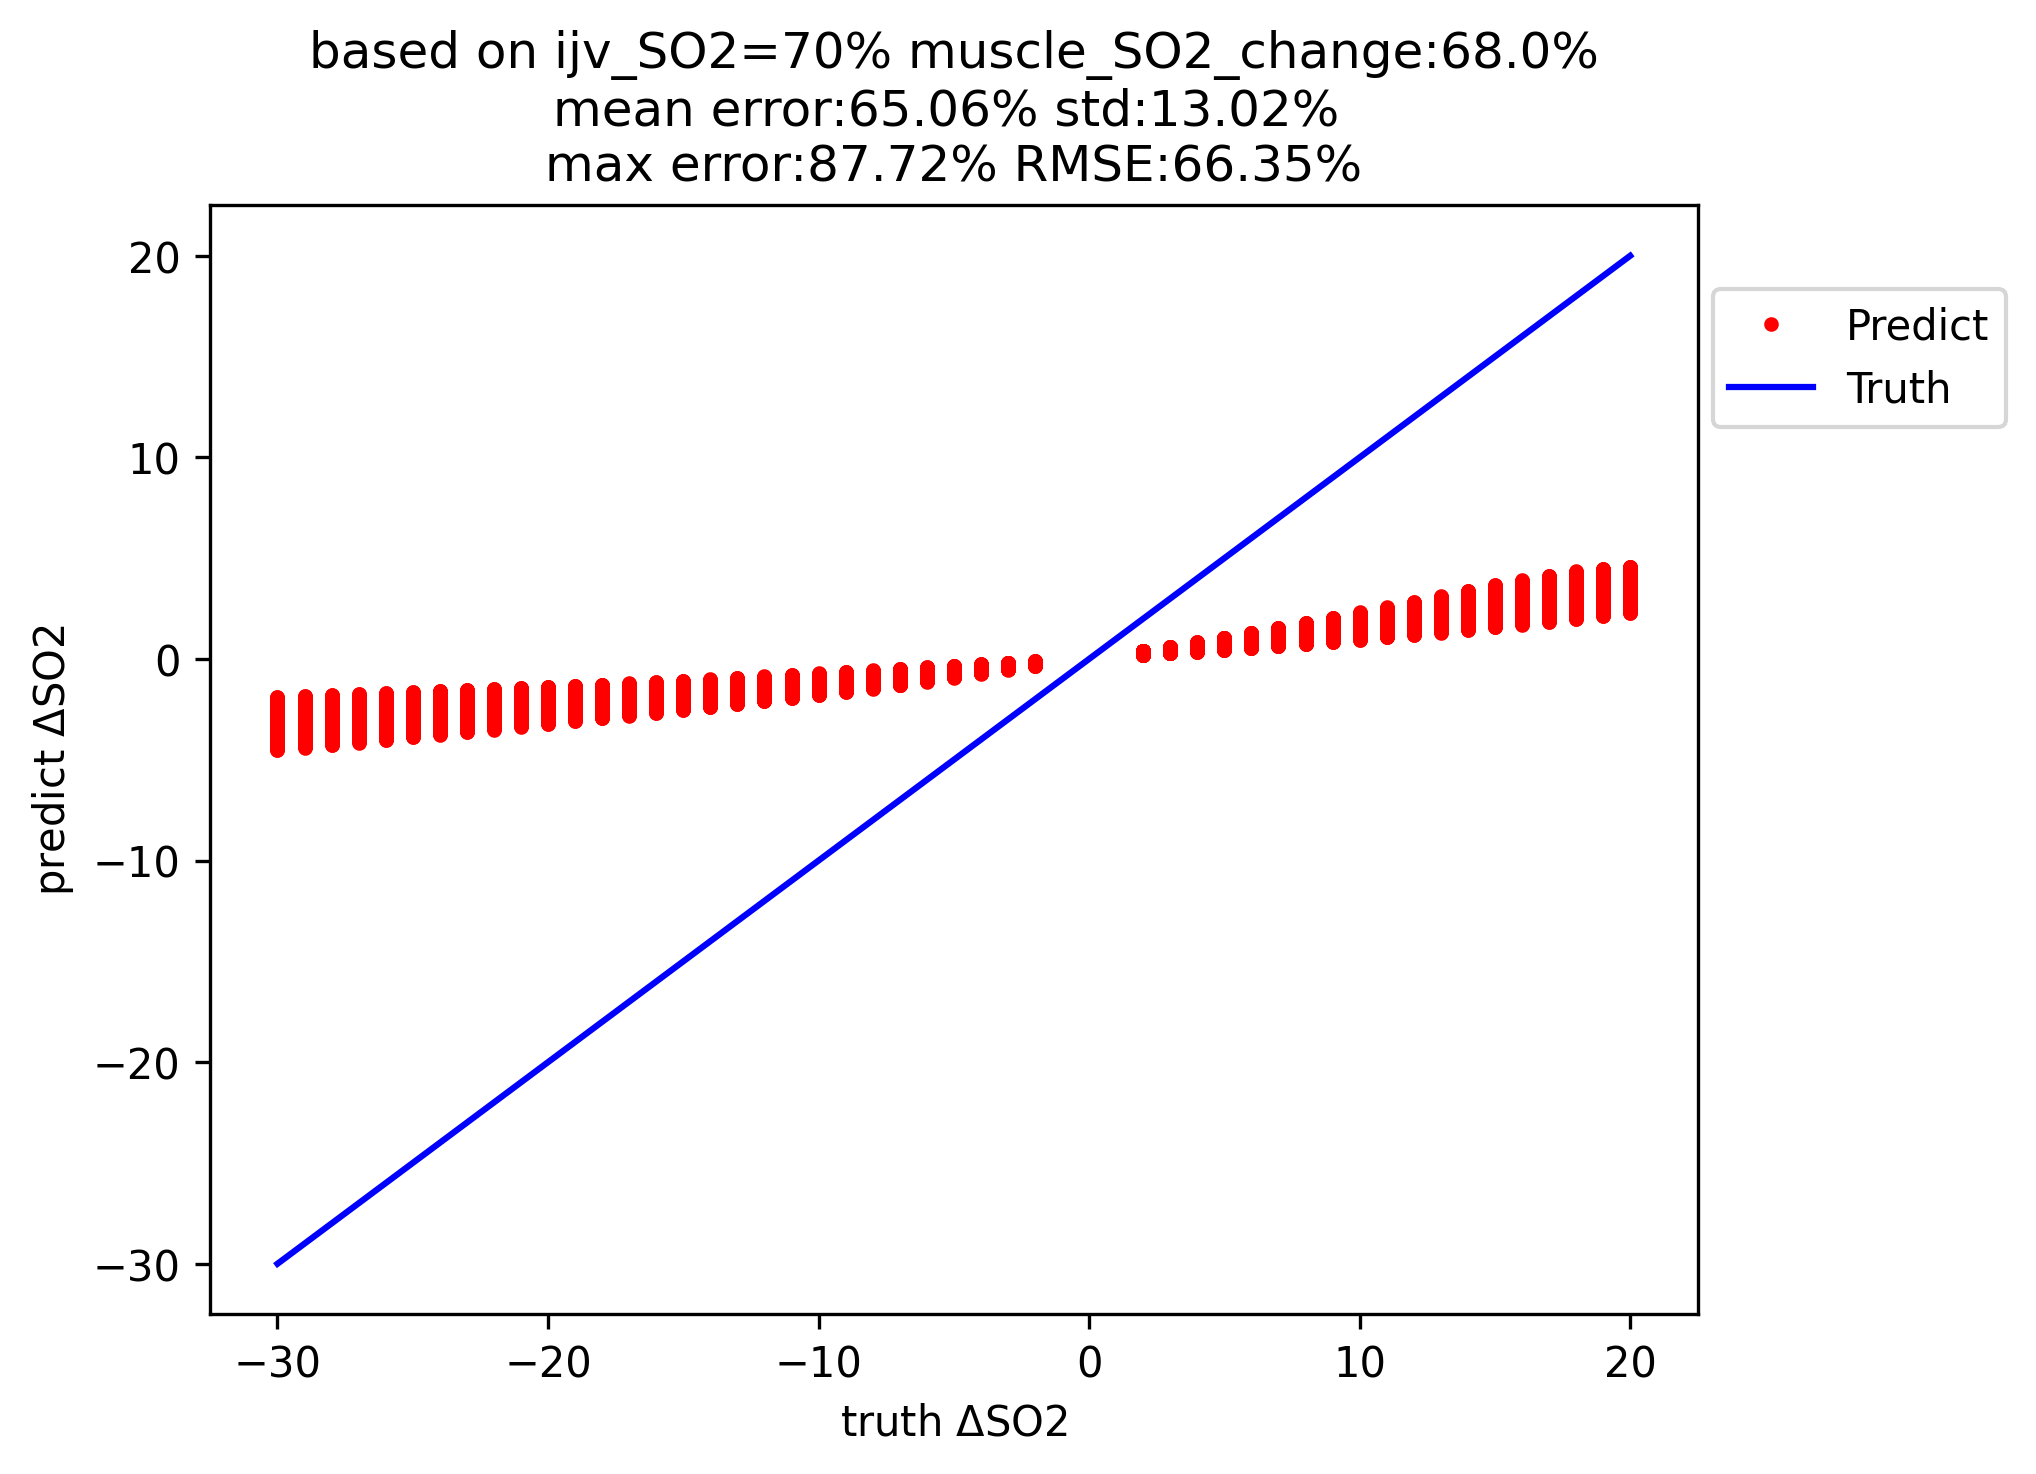 based on ijv_SO2=70% muscle_SO2_change:68.0%
mean error:65.06% std:13.02%
max error:87.72% RMSE:66.35%
20
10
0
−10
−20
−30
predict ΔSO2
−30
−20
−10
0
10
20
truth ΔSO2
Predict
Truth